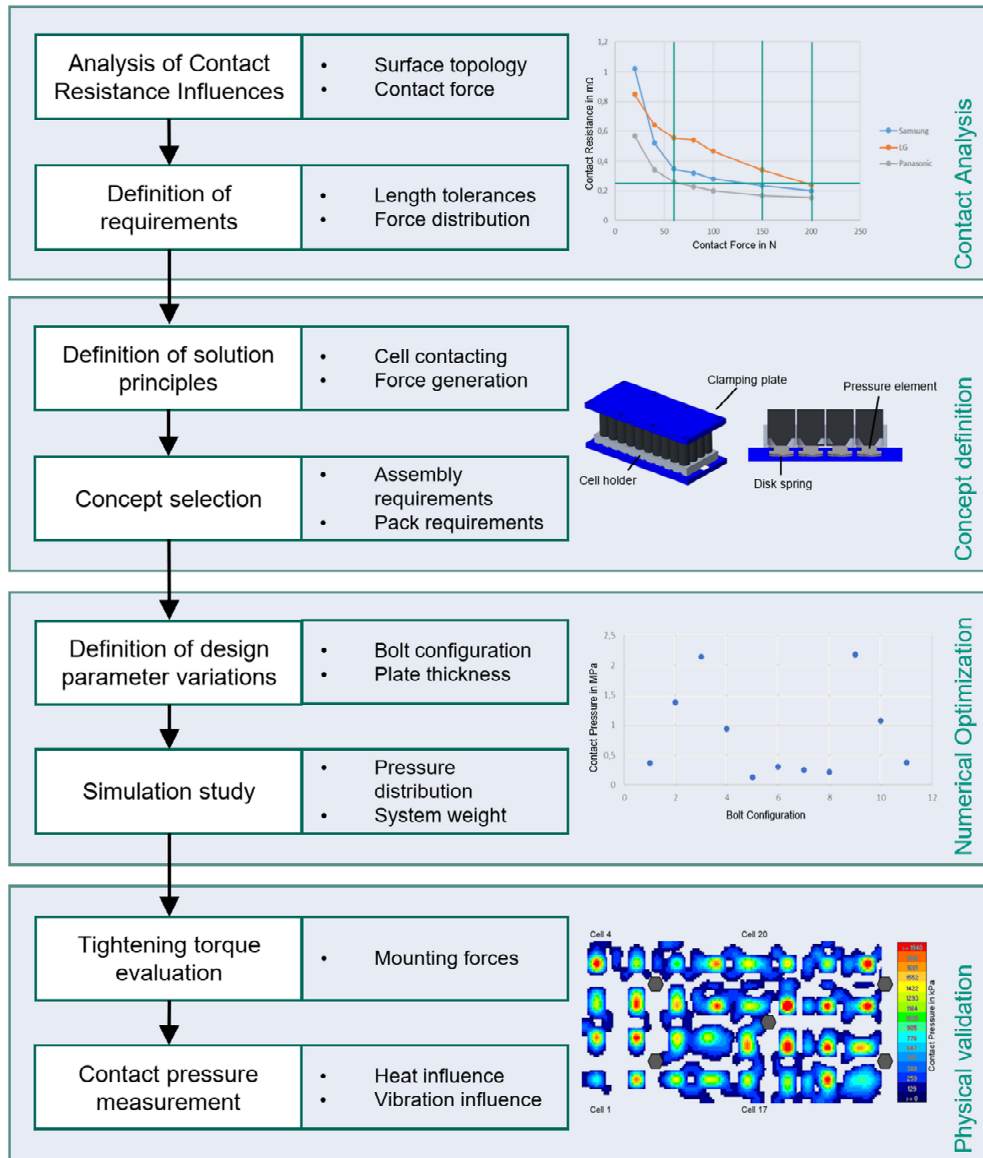 Analysis of Contact
Resistance Influences
• Surface topology
• Contact force
Definition of
requirements
• Length tolerances
• Force distribution
1,2
1
0,8
0,6
0,4
0,2
0
0 50 100 150 200 250
Contact Resistance in mΩ
Contact Force in N
Samsung
LG
Panasonic
Contact Analysis
Definition of solution
principles
• Cell contacting
• Force generation
Concept selection
• Assembly
requirements
• Pack requirements
Clamping plate
Cell holder
Pressure element
Disk spring
Concept definition
Definition of design
parameter variations
• Bolt configuration
• Plate thickness
Simulation study
• Pressure
distribution
• System weight
2,5
2
1,5
1
0,5
0
0 2 4 6 8 10 12
Contact Pressure in MPa
Bolt Configuration
Numerical Optimization
Tightening torque
evaluation
• Mounting forces
Contact pressure
measurement
• Heat influence
• Vibration influence
Cell 4
Cell 20
Cell 1
Cell 17
1552
1422
1293
776
259
129
Contact Pressure in kPa
Physical validation